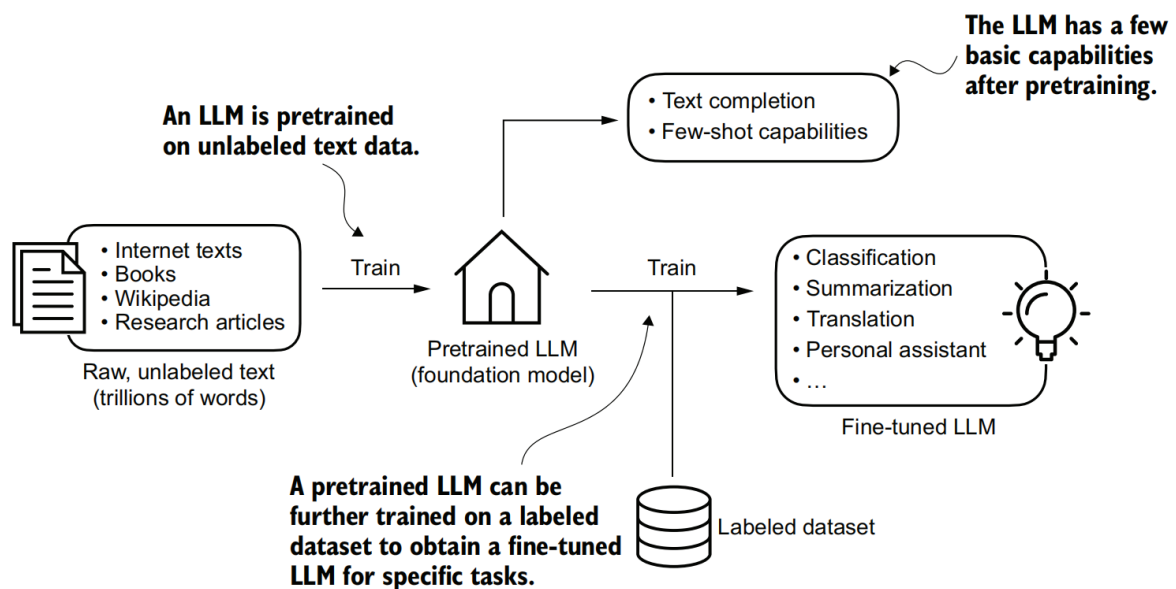 The LLM has a few
basic capabilities
after pretraining.
• Text completion
• Few-shot capabilities
An LLM is pretrained
on unlabeled text data.
• Internet texts
• Books
• Wikipedia
• Research articles
Raw, unlabeled text
(trillions of words)
Train
Pretrained LLM
(foundation model)
Train
• Classification
• Summarization
• Translation
• Personal assistant
• ...
Fine-tuned LLM
A pretrained LLM can be
further trained on a labeled
dataset to obtain a fine-tuned
LLM for specific tasks.
Labeled dataset